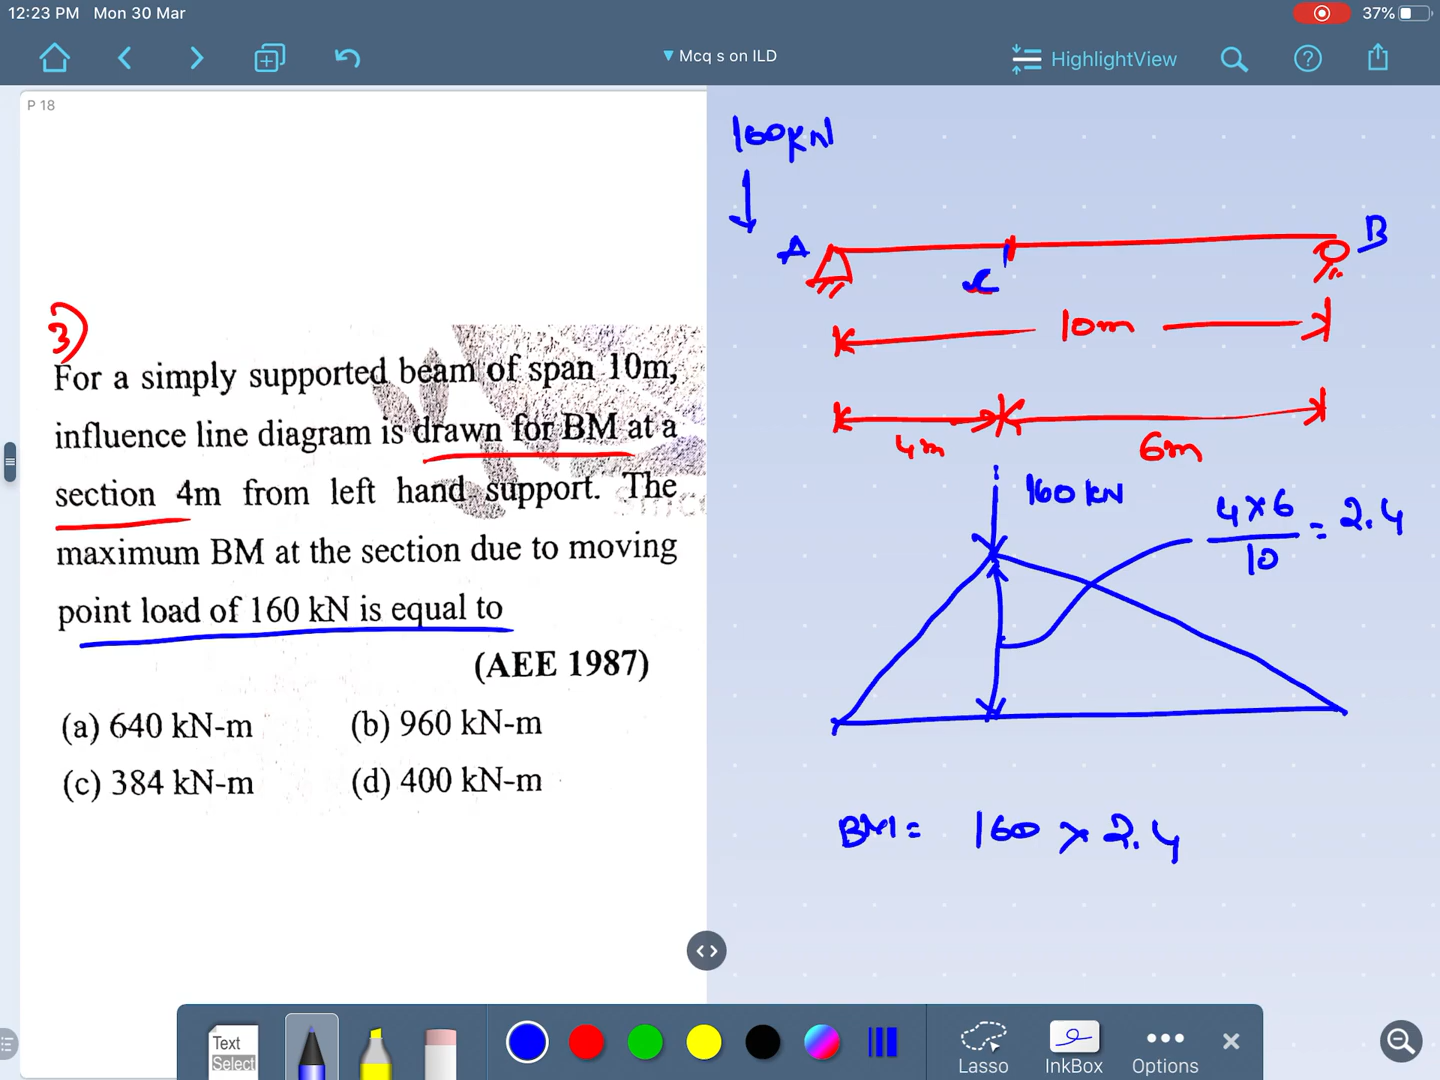 12:23 PM Mon 30 Mar
37%
Mcq s on ILD
HighlightView
P 18
3)
For a simply supported beam of span 10m,
influence line diagram is drawn for BM at a
section 4m from left hand support. The
maximum BM at the section due to moving
point load of 160 kN is equal to
(AEE 1987)
(a) 640 kN-m (b) 960 kN-m
(c) 384 kN-m (d) 400 kN-m
160kN
A B
10m
4m 6m
160 kN
4×6
10
= 2.4
BM = 160 × 2.4
Text
Select
Lasso
InkBox
Options